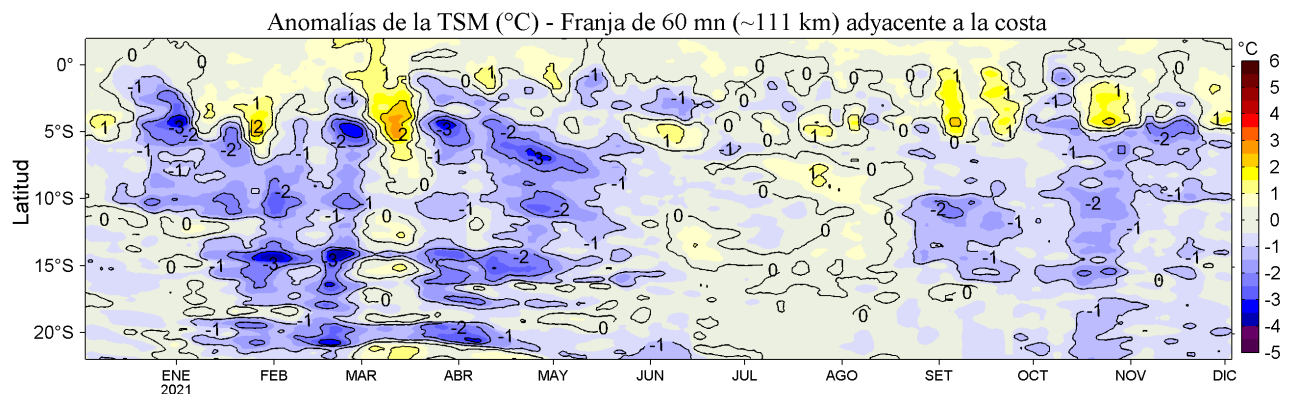 Anomalías de la TSM (°C) - Franja de 60 mn (~111 km) adyacente a la costa
°C
Latitud
0°
5°S
10°S
15°S
20°S
6
5
4
3
2
1
0
-1
-2
-3
-4
-5
ENE FEB MAR ABR MAY JUN JUL AGO SET OCT NOV DIC
2021